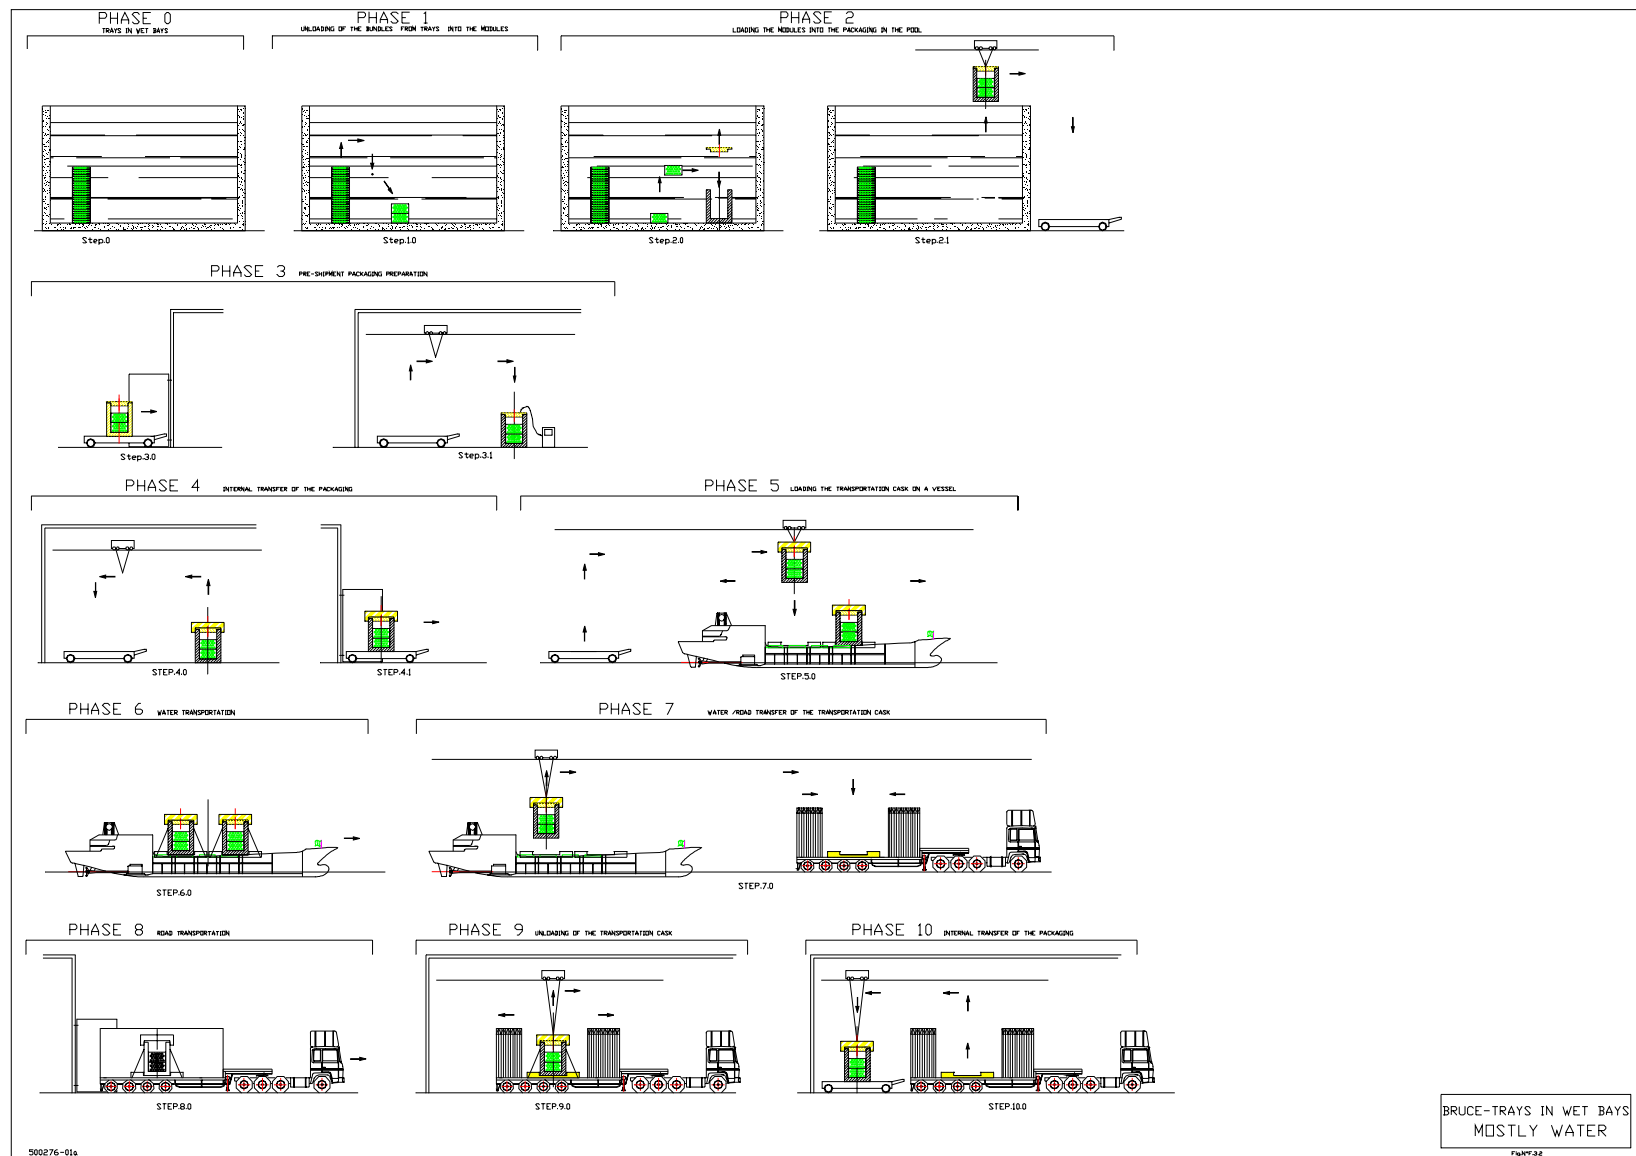 PHASE 0
TRAYS IN WET BAYS
PHASE 1
UNLOADING OF THE BUNDLES FROM TRAYS INTO THE MODULES
PHASE 2
LOADING THE MODULES INTO THE PACKAGING IN THE POOL
Step.0
Step.1.0
Step.2.0
Step.2.1
PHASE 3 PRE-SHIPMENT PACKAGING PREPARATION
Step.3.0
Step.3.1
PHASE 4 INTERNAL TRANSFER OF THE PACKAGING
PHASE 5 LOADING THE TRANSPORTATION CASK ON A VESSEL
STEP.4.0
STEP.4.1
STEP.5.0
PHASE 6 WATER TRANSPORTATION
PHASE 7 WATER /ROAD TRANSFER OF THE TRANSPORTATION CASK
STEP.6.0
STEP.7.0
PHASE 8 ROAD TRANSPORTATION
PHASE 9 UNLOADING OF THE TRANSPORTATION CASK
PHASE 10 INTERNAL TRANSFER OF THE PACKAGING
STEP.8.0
STEP.9.0
STEP.10.0
BRUCE-TRAYS IN WET BAYS
MOSTLY WATER
500276-01a
Fig.N°F.3.2